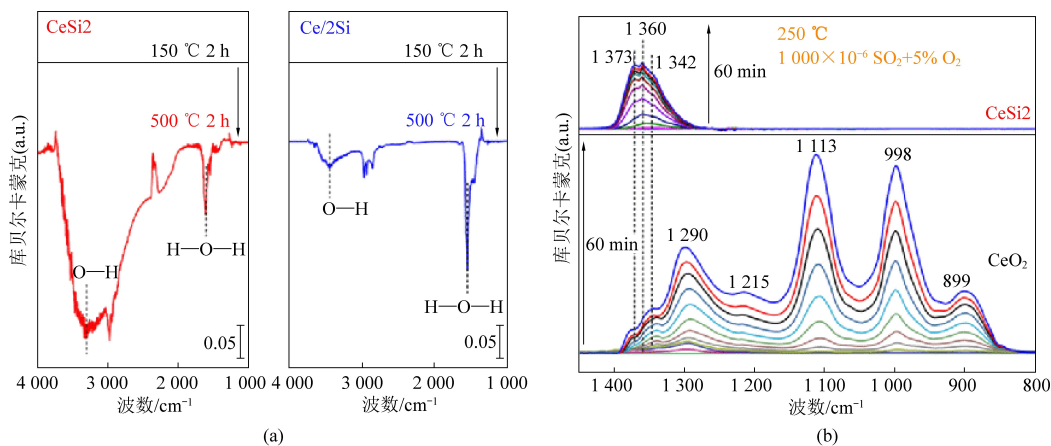 (a)
CeSi2
150 ℃ 2 h
500 ℃ 2 h
O—H
H—O—H
0.05
库贝尔卡蒙克(a.u.)
4 000 3 000 2 000 1 000
波数/cm⁻¹
Ce/2Si
150 ℃ 2 h
500 ℃ 2 h
O—H
H—O—H
0.05
4 000 3 000 2 000 1 000
波数/cm⁻¹
(b)
1 360
1 373
1 342
60 min
250 ℃
1 000×10⁻⁶ SO₂+5% O₂
CeSi2
库贝尔卡蒙克(a.u.)
60 min
1 290
1 215
1 113
998
899
CeO₂
1 400 1 300 1 200 1 100 1 000 900 800
波数/cm⁻¹